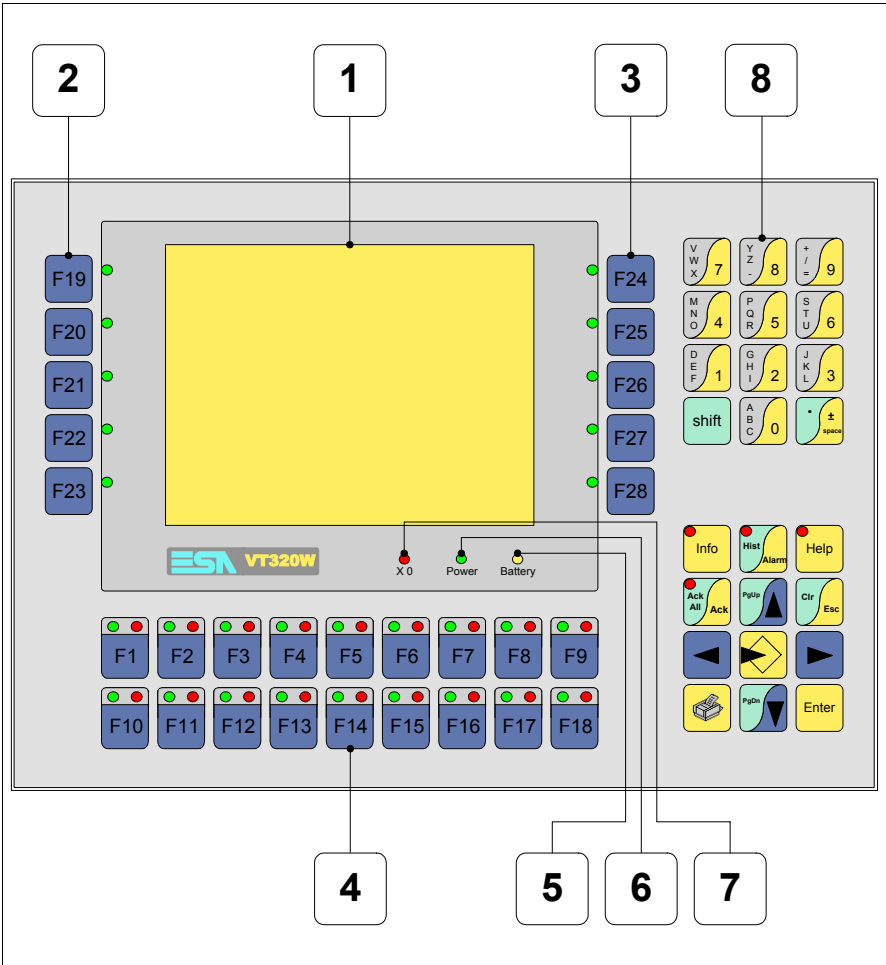 2 1 3 8
F19 F24
F20 F25
F21 F26
F22 F27
F23 F28
V W X 7 Y Z - 8 + / = 9
M N O 4 P Q R 5 S T U 6
D E F 1 G H I 2 J K L 3
shift A B C 0 . ± space
ESA VT320W
X 0 Power Battery
Info Hist Alarm Help
Ack All Ack PgUp Clr Esc
F1 F2 F3 F4 F5 F6 F7 F8 F9
F10 F11 F12 F13 F14 F15 F16 F17 F18
PgDn Enter
4 5 6 7